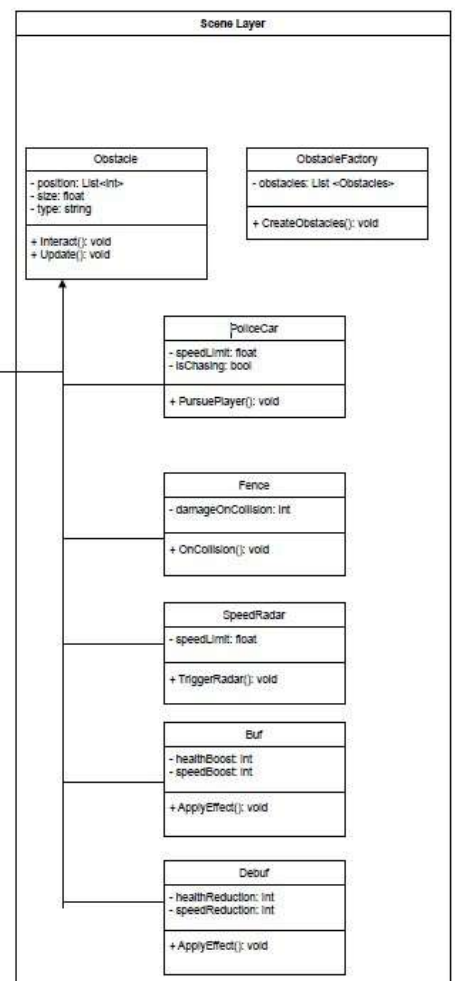 Scene Layer
Obstacle
- position: List<int>
- size: float
- type: string
+ Interact(): void
+ Update(): void
ObstacleFactory
- obstacles: List <Obstacles>
+ CreateObstacles(): void
PoliceCar
- speedLimit: float
- isChasing: bool
+ PursuePlayer(): void
Fence
- damageOnCollision: int
+ OnCollision(): void
SpeedRadar
- speedLimit: float
+ TriggerRadar(): void
Buf
- healthBoost: int
- speedBoost: int
+ ApplyEffect(): void
Debuf
- healthReduction: int
- speedReduction: int
+ ApplyEffect(): void